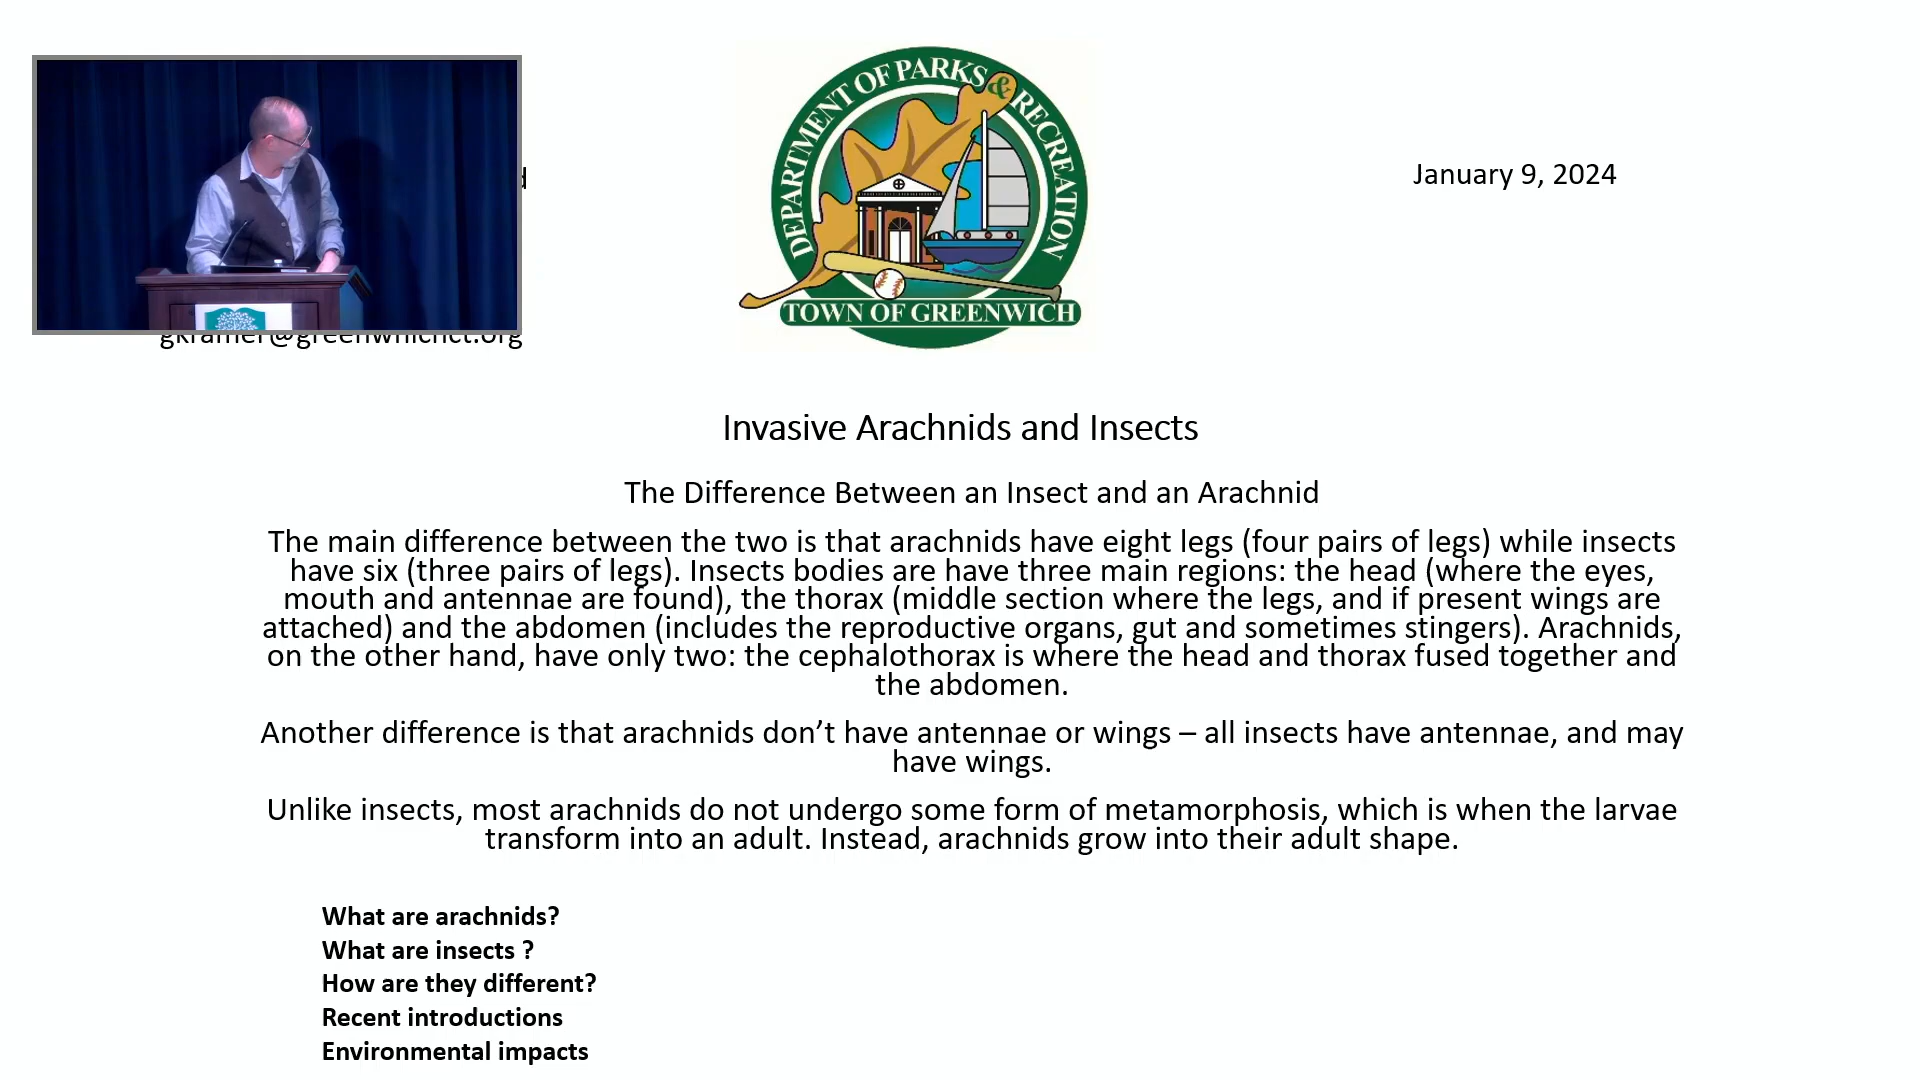 DEPARTMENT OF PARKS & RECREATION
TOWN OF GREENWICH
January 9, 2024
gkramer@greenwhichct.org
Invasive Arachnids and Insects
The Difference Between an Insect and an Arachnid
The main difference between the two is that arachnids have eight legs (four pairs of legs) while insects
have six (three pairs of legs). Insects bodies are have three main regions: the head (where the eyes,
mouth and antennae are found), the thorax (middle section where the legs, and if present wings are
attached) and the abdomen (includes the reproductive organs, gut and sometimes stingers). Arachnids,
on the other hand, have only two: the cephalothorax is where the head and thorax fused together and
the abdomen.
Another difference is that arachnids don’t have antennae or wings – all insects have antennae, and may
have wings.
Unlike insects, most arachnids do not undergo some form of metamorphosis, which is when the larvae
transform into an adult. Instead, arachnids grow into their adult shape.
What are arachnids?
What are insects ?
How are they different?
Recent introductions
Environmental impacts